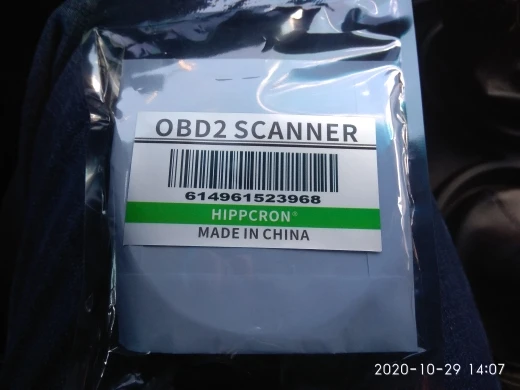 OBD2 SCANNER
614961523968
HIPPCRON®
MADE IN CHINA
2020-10-29 14:07